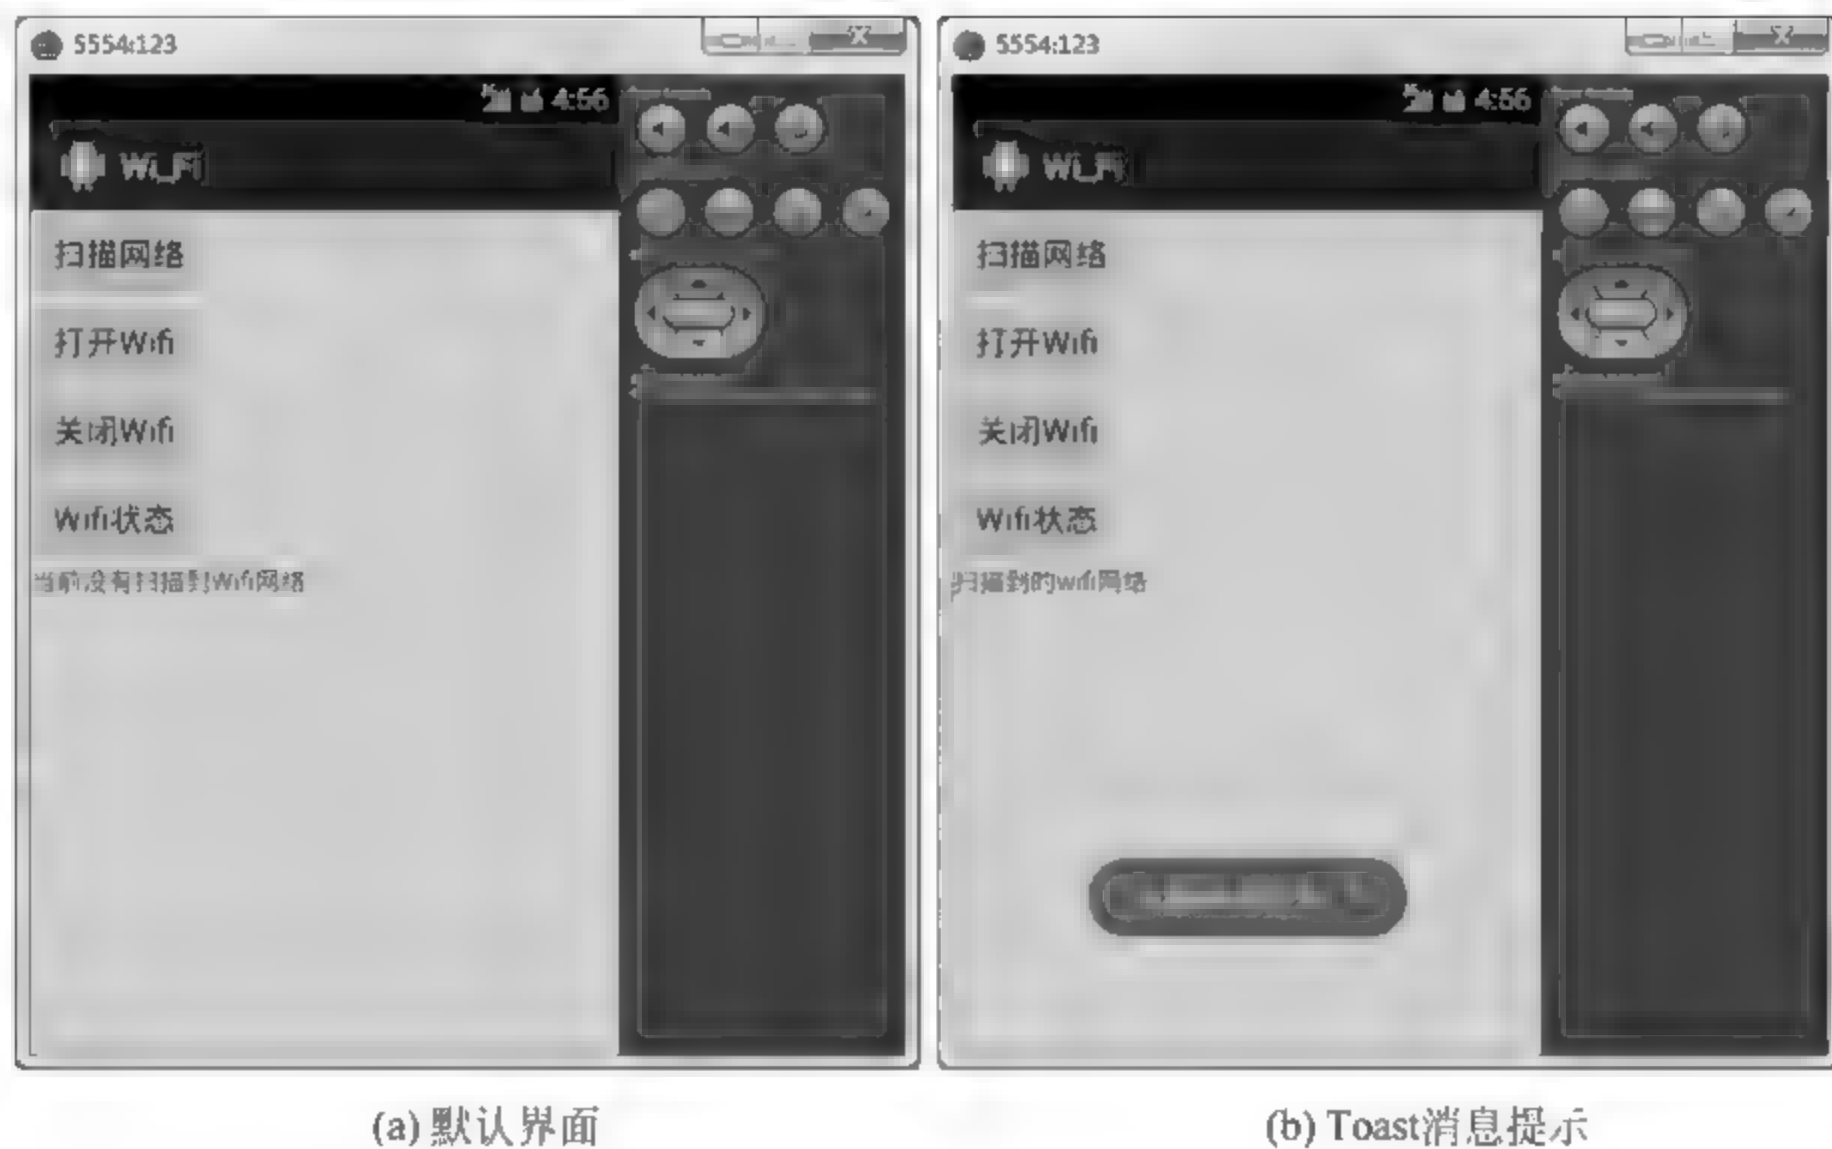 5554:123
4:56
Wi_Fi
扫描网络
打开Wifi
关闭Wifi
Wifi状态
当前没有扫描到Wifi网络
(a) 默认界面
5554:123
4:56
Wi_Fi
扫描网络
打开Wifi
关闭Wifi
Wifi状态
扫描到的wifi网络
(b) Toast消息提示